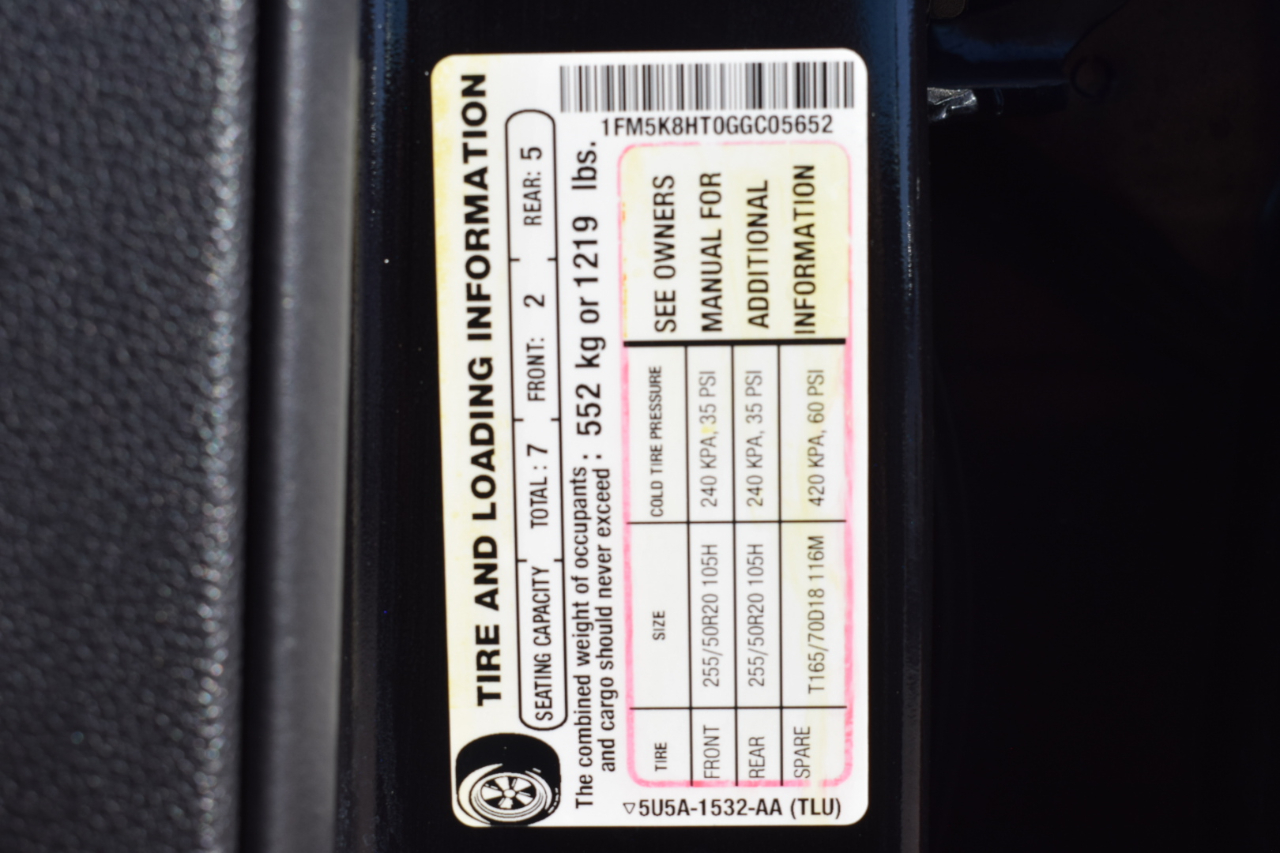 TIRE AND LOADING INFORMATION
SEATING CAPACITY TOTAL : 7 FRONT: 2 REAR: 5
The combined weight of occupants :
and cargo should never exceed : 552 kg or 1219 lbs.
TIRE SIZE COLD TIRE PRESSURE
FRONT 255/50R20 105H 240 KPA, 35 PSI
REAR 255/50R20 105H 240 KPA, 35 PSI
SPARE T165/70D18 116M 420 KPA, 60 PSI
SEE OWNERS
MANUAL FOR
ADDITIONAL
INFORMATION
5U5A-1532-AA (TLU)
1FM5K8HT0GGC05652